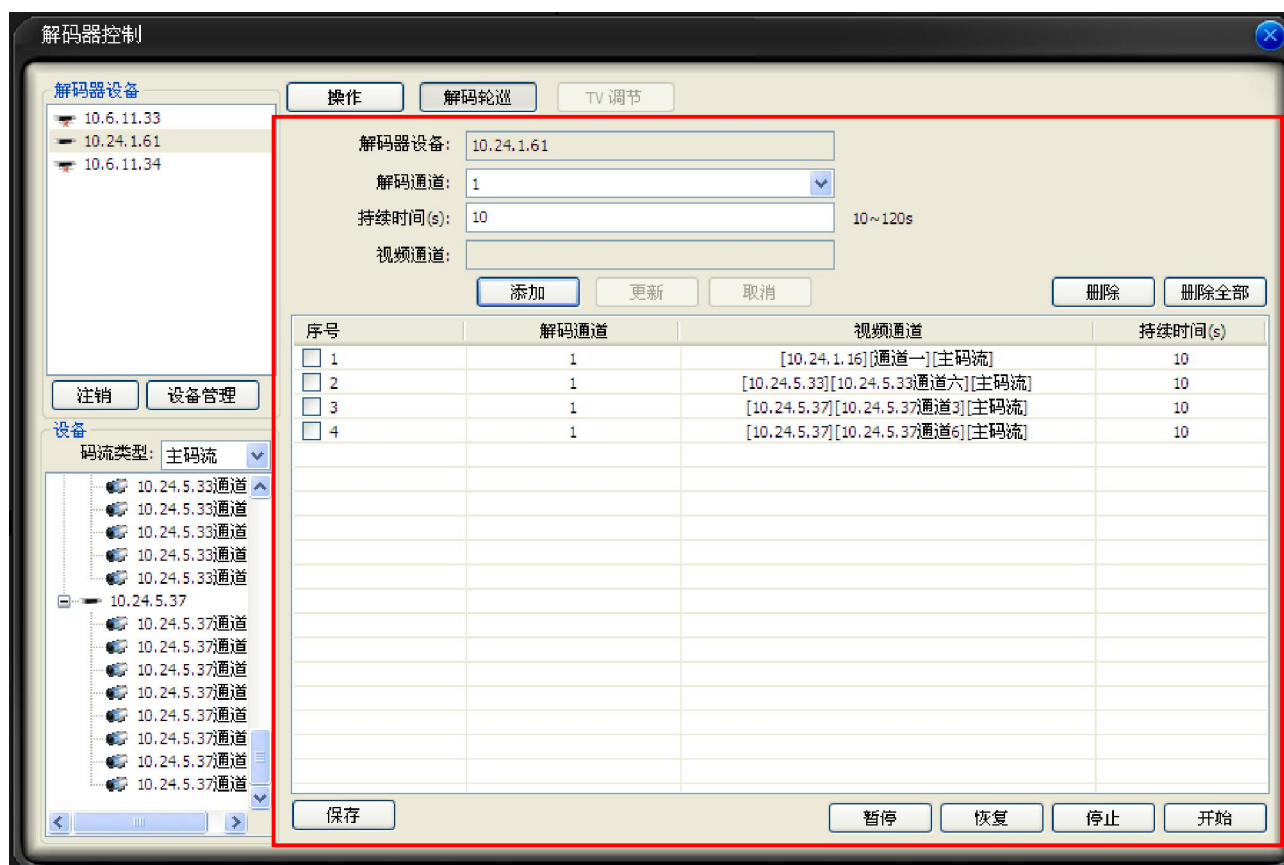 解码器控制
解码器设备
10.6.11.33
10.24.1.61
10.6.11.34
注销 设备管理
设备
码流类型: 主码流
10.24.5.33通道
10.24.5.33通道
10.24.5.33通道
10.24.5.33通道
10.24.5.33通道
10.24.5.37
10.24.5.37通道
10.24.5.37通道
10.24.5.37通道
10.24.5.37通道
10.24.5.37通道
10.24.5.37通道
10.24.5.37通道
10.24.5.37通道
操作 解码轮巡 TV 调节
解码器设备: 10.24.1.61
解码通道: 1
持续时间(s): 10 10~120s
视频通道:
添加 更新 取消 删除 删除全部
序号 解码通道 视频通道 持续时间(s)
1 1 [10.24.1.16][通道一][主码流] 10
2 1 [10.24.5.33][10.24.5.33通道六][主码流] 10
3 1 [10.24.5.37][10.24.5.37通道3][主码流] 10
4 1 [10.24.5.37][10.24.5.37通道6][主码流] 10
保存 暂停 恢复 停止 开始